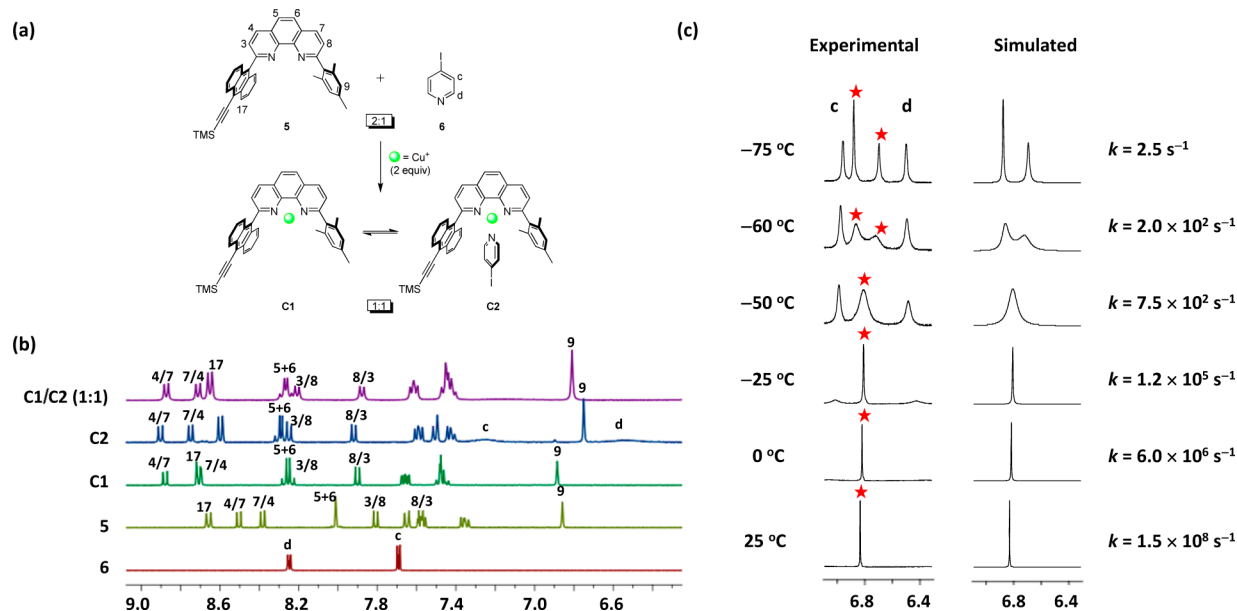 (a)
5 6
4 7
3 8
N N
9
17
TMS
5
+
I
c
d
N
6
2:1
= Cu⁺
(2 equiv)
N N
TMS
C1
N N
N
I
TMS
C2
1:1
(b)
C1/C2 (1:1)
4/7 7/4 17 5+6 3/8 8/3 9
C2
4/7 7/4 5+6 3/8 8/3 c 9 d
C1
4/7 17 7/4 5+6 3/8 8/3 9
5
17 4/7 7/4 5+6 3/8 8/3 9
6
d c
9.0 8.6 8.2 7.8 7.4 7.0 6.6
(c)
Experimental Simulated
c d
−75 °C k = 2.5 s⁻¹
−60 °C k = 2.0 × 10² s⁻¹
−50 °C k = 7.5 × 10² s⁻¹
−25 °C k = 1.2 × 10⁵ s⁻¹
0 °C k = 6.0 × 10⁶ s⁻¹
25 °C k = 1.5 × 10⁸ s⁻¹
6.8 6.4 6.8 6.4